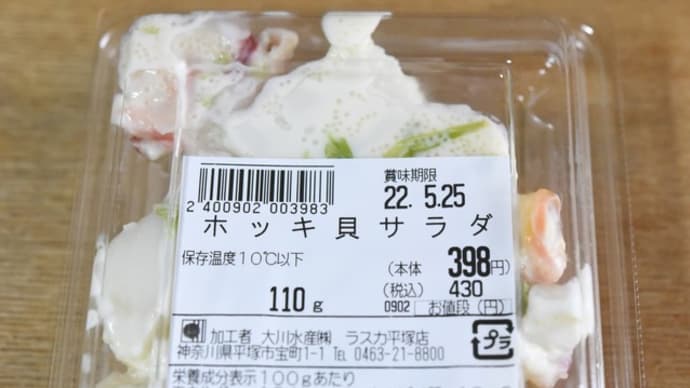 賞味期限
22. 5.25
2 400902 003983
ホッキ貝サラダ
保存温度10℃以下
(本体 398円)
(税込) 430
110g
0902 お値段(円)
加工者 大川水産㈱ ラスカ平塚店
神奈川県平塚市宝町1-1 TEL 0463-21-8800
プラ
栄養成分表示100gあたり